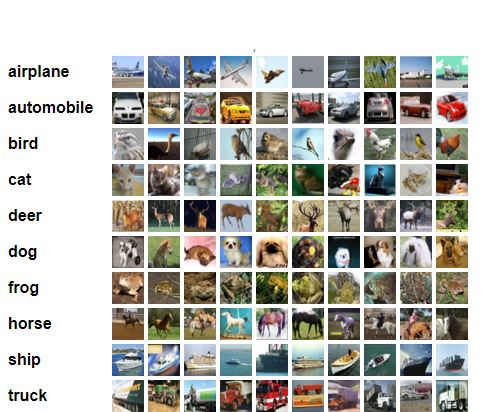 airplane
automobile
bird
cat
deer
dog
frog
horse
ship
truck